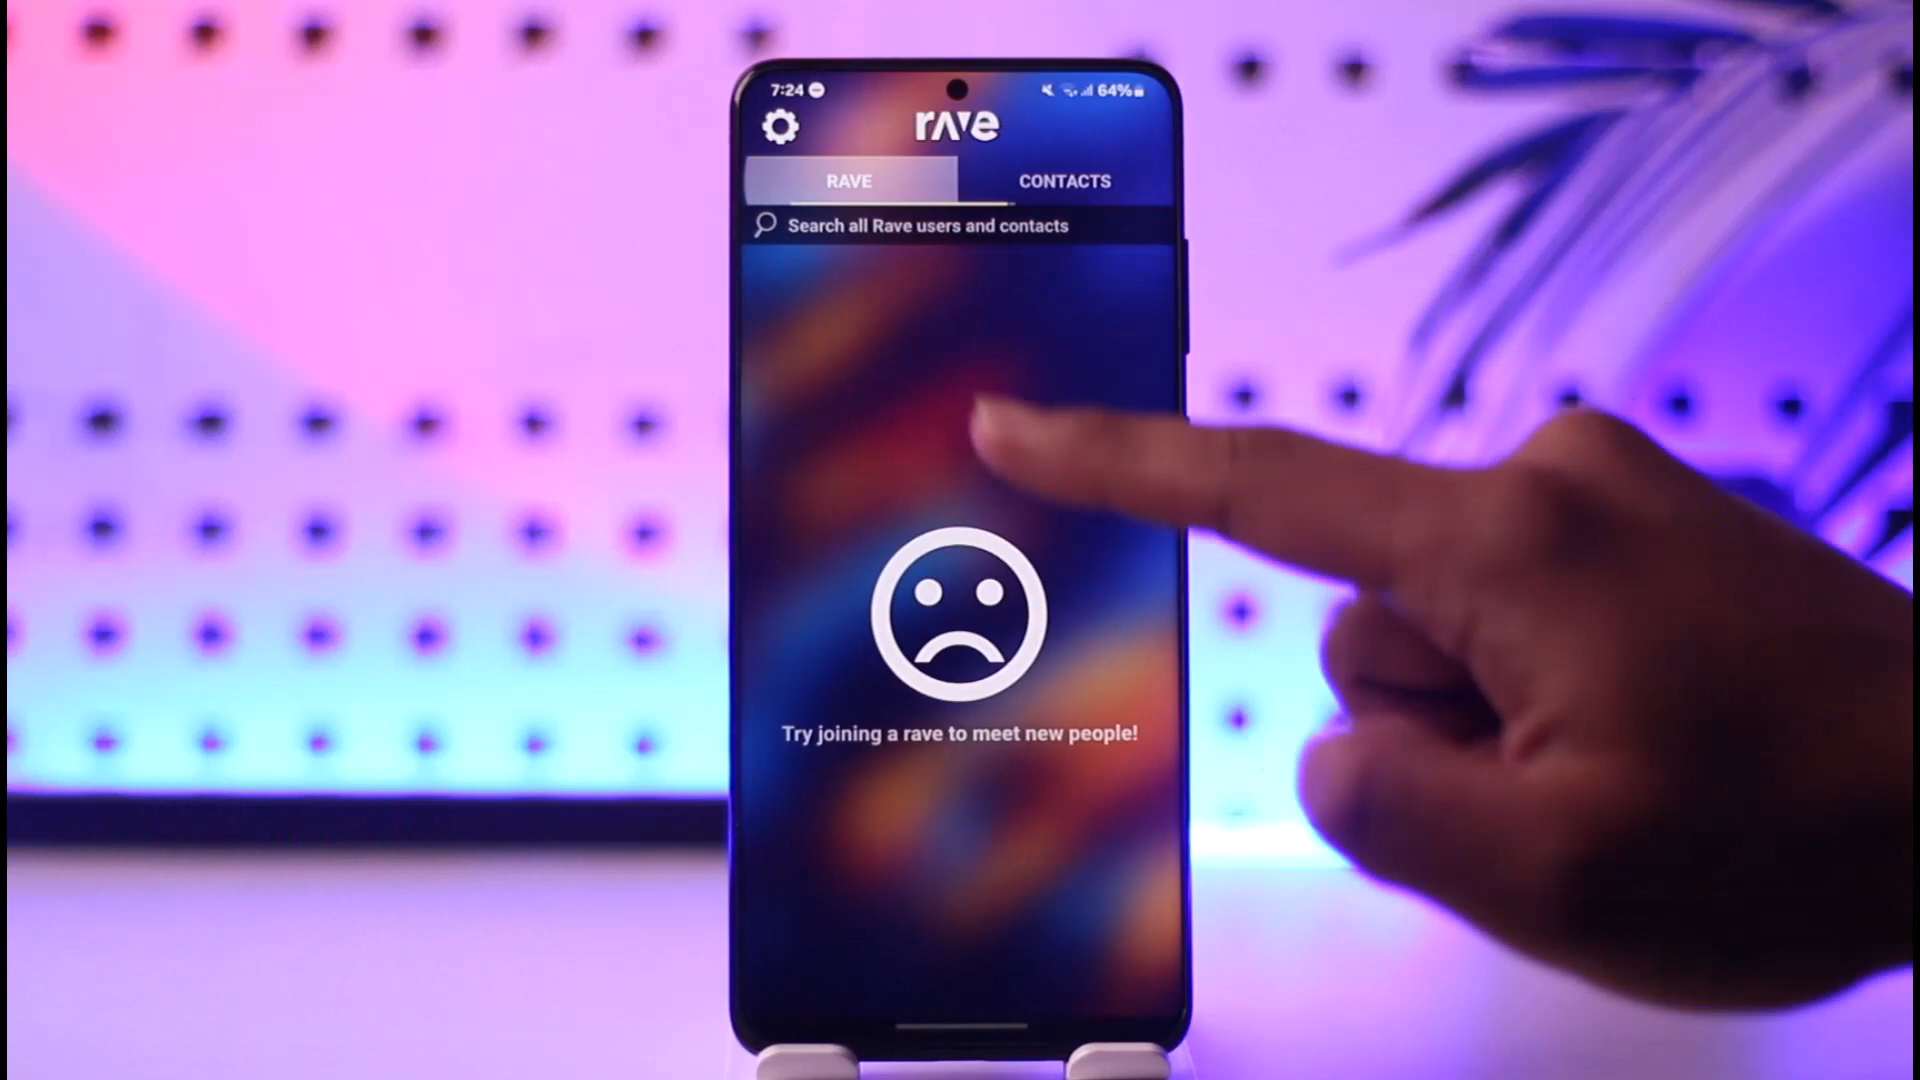 7:24
64%
rave
RAVE
CONTACTS
Search all Rave users and contacts
Try joining a rave to meet new people!